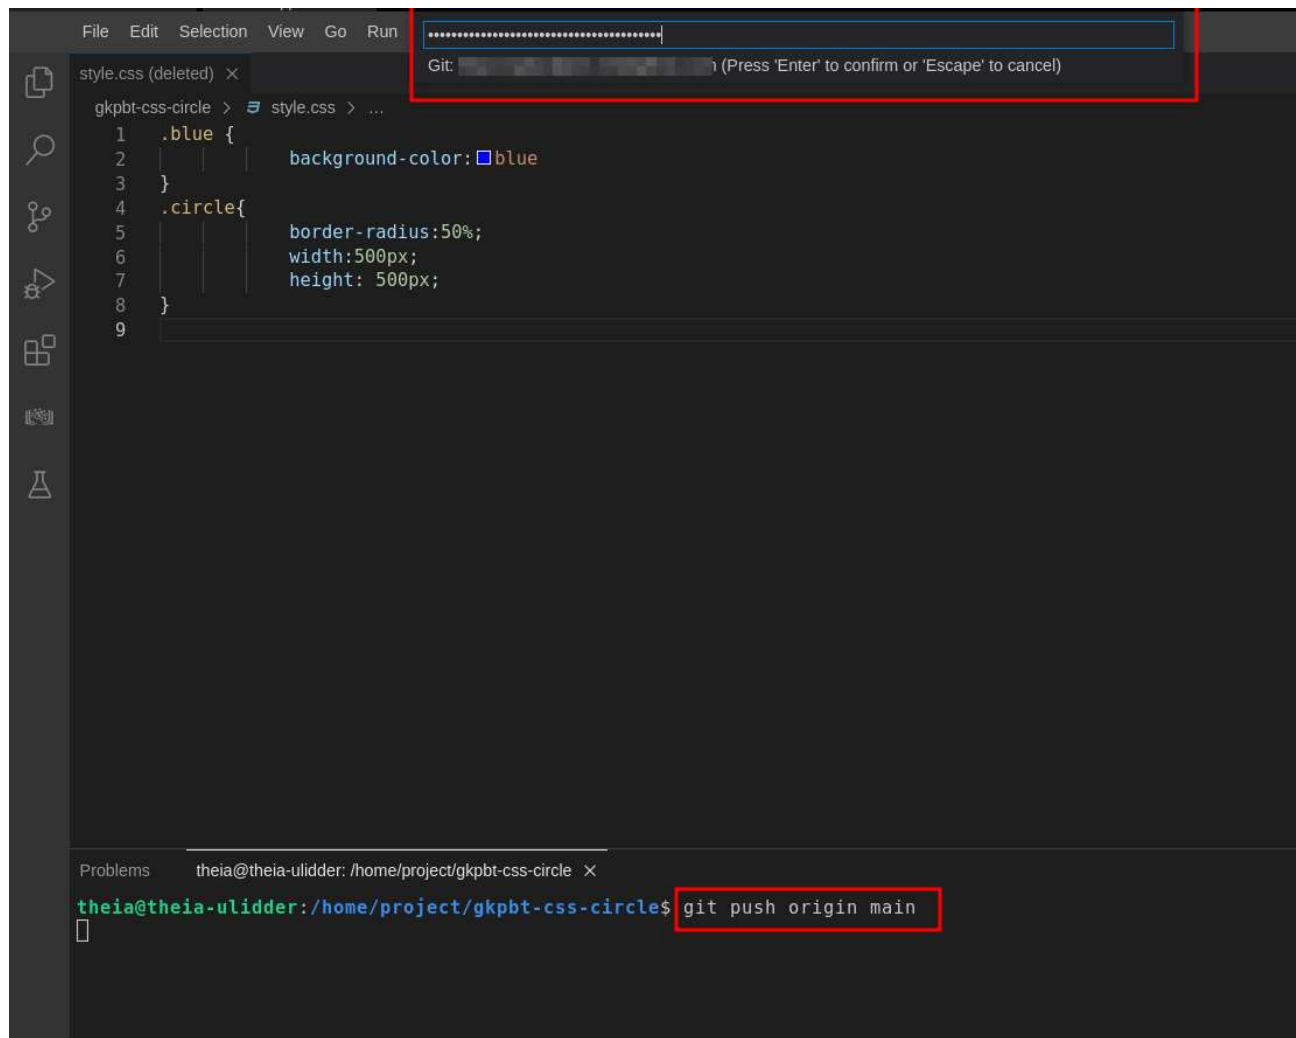 File Edit Selection View Go Run
••••••••••••••••••••••••••••••••••••••••
Git: (Press 'Enter' to confirm or 'Escape' to cancel)
style.css (deleted) ×
gkpbt-css-circle > style.css > ...
1 .blue {
2 background-color: blue
3 }
4 .circle{
5 border-radius:50%;
6 width:500px;
7 height: 500px;
8 }
9
Problems theia@theia-ulidder: /home/project/gkpbt-css-circle ×
theia@theia-ulidder:/home/project/gkpbt-css-circle$ git push origin main